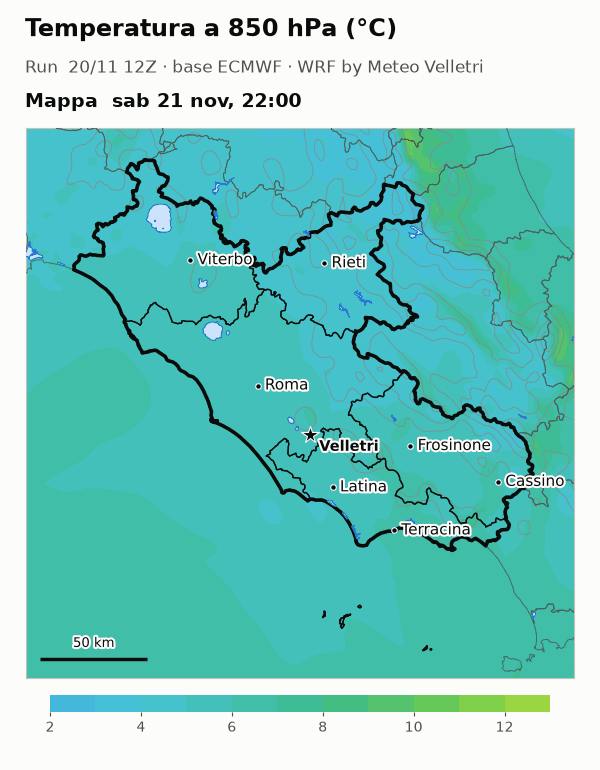 Temperatura a 850 hPa (°C)
Run  20/11 12Z · base ECMWF · WRF by Meteo Velletri
Mappa  sab 21 nov, 22:00
Viterbo
Rieti
Roma
Velletri
Frosinone
Latina
Cassino
Terracina
50 km
2 4 6 8 10 12